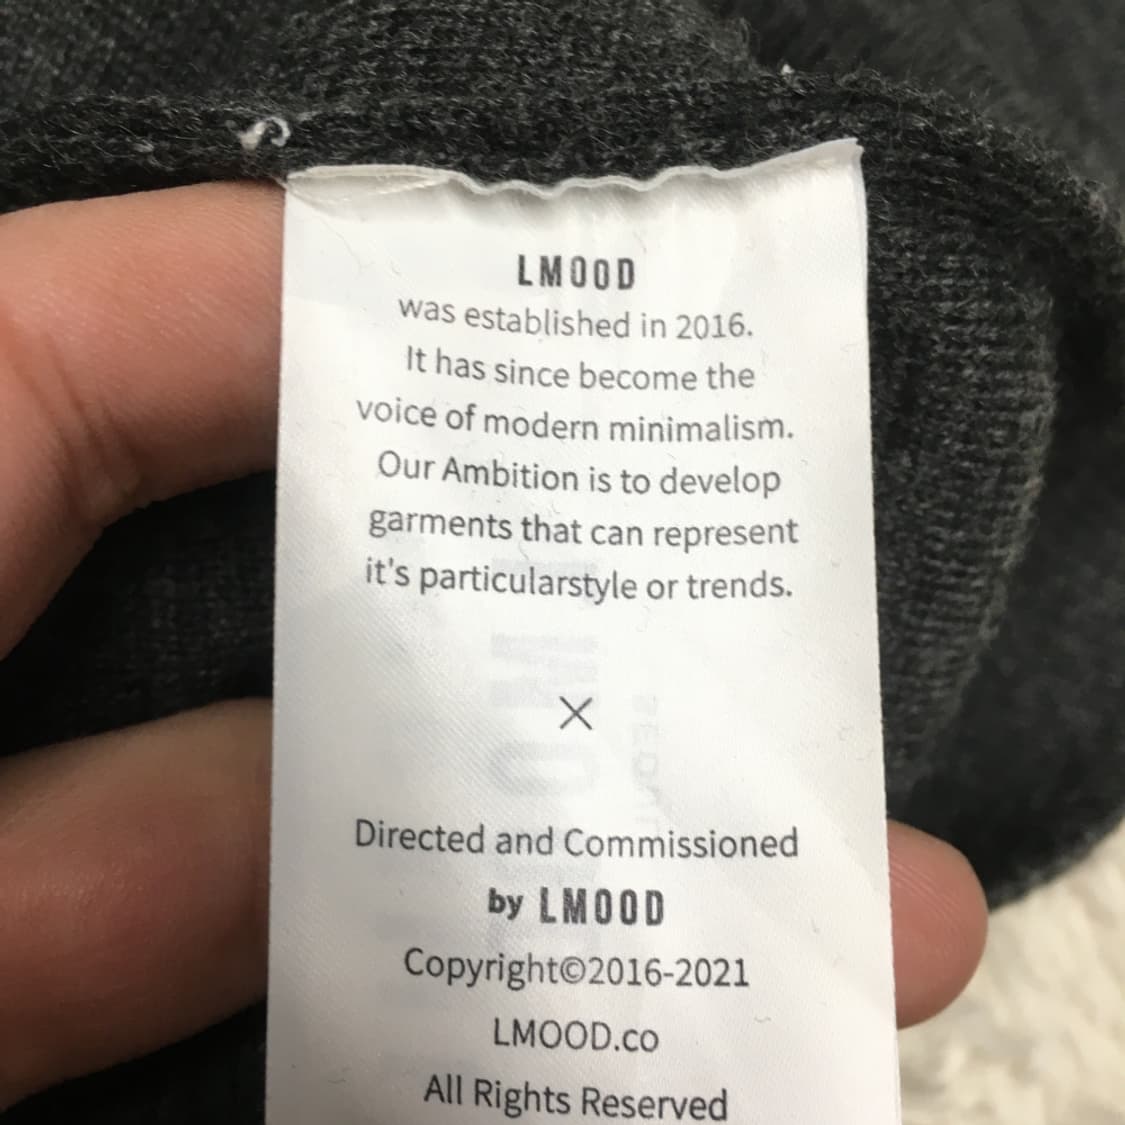 LMOOD
was established in 2016.
It has since become the
voice of modern minimalism.
Our Ambition is to develop
garments that can represent
it's particularstyle or trends.
×
Directed and Commissioned
by LMOOD
Copyright©2016-2021
LMOOD.co
All Rights Reserved